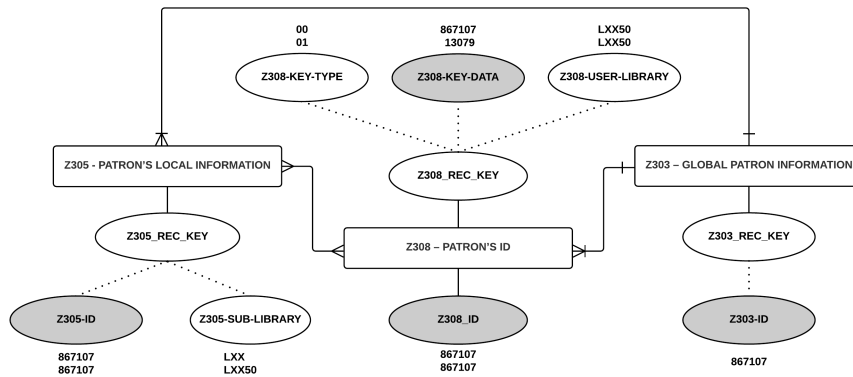 00
01
867107
13079
LXX50
LXX50
Z308-KEY-TYPE
Z308-KEY-DATA
Z308-USER-LIBRARY
Z305 - PATRON'S LOCAL INFORMATION
Z308_REC_KEY
Z303 – GLOBAL PATRON INFORMATION
Z305_REC_KEY
Z308 – PATRON'S ID
Z303_REC_KEY
Z305-ID
Z305-SUB-LIBRARY
Z308_ID
Z303-ID
867107
867107
LXX
LXX50
867107
867107
867107